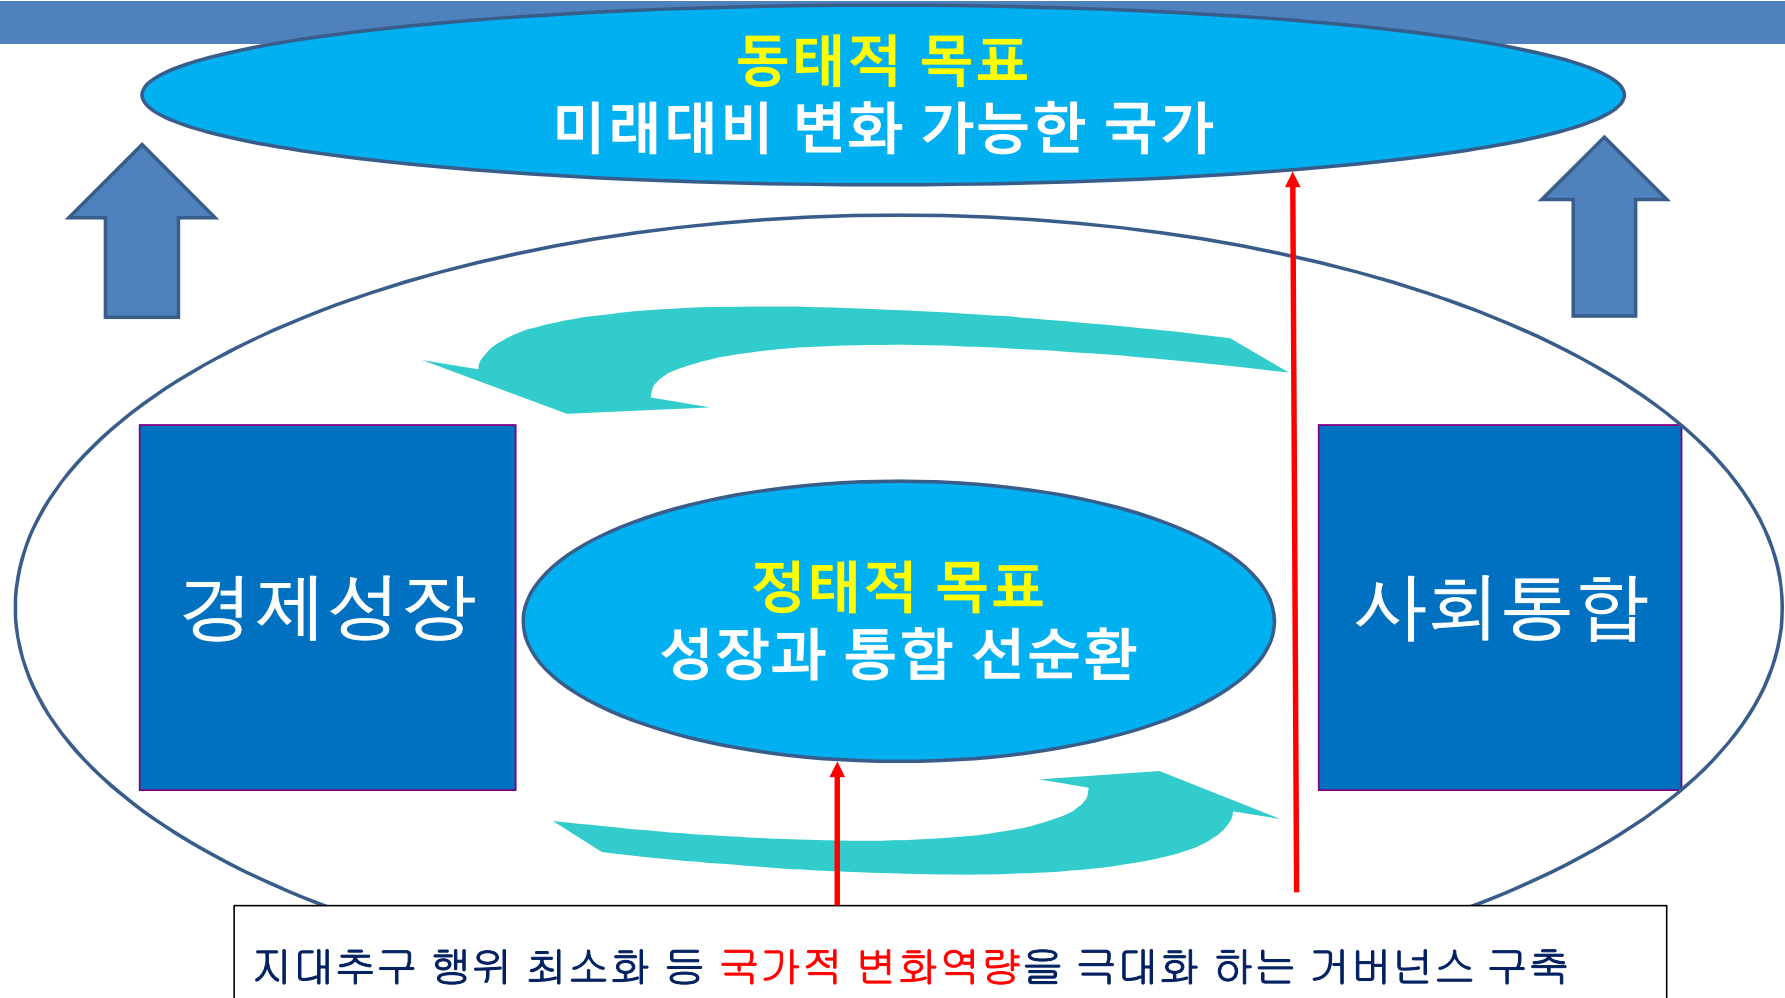 동태적 목표
미래대비 변화 가능한 국가
경제성장
정태적 목표
성장과 통합 선순환
사회통합
지대추구 행위 최소화 등 국가적 변화역량을 극대화 하는 거버넌스 구축